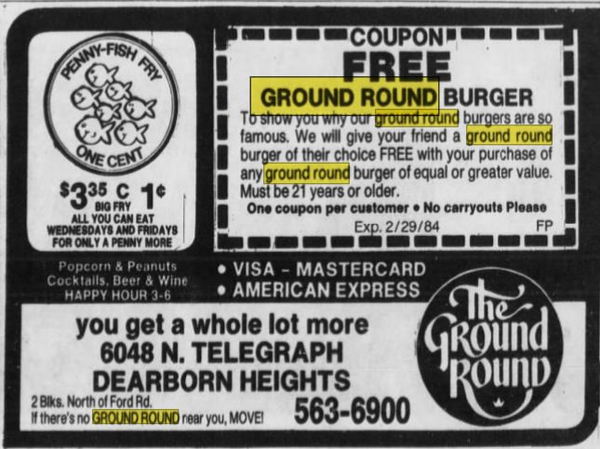 PENNY-FISH FRY
ONE CENT
$3.35 C 1¢
BIG FRY
ALL YOU CAN EAT
WEDNESDAYS AND FRIDAYS
FOR ONLY A PENNY MORE
COUPON
FREE
GROUND ROUND BURGER
To show you why our ground round burgers are so
famous. We will give your friend a ground round
burger of their choice FREE with your purchase of
any ground round burger of equal or greater value.
Must be 21 years or older.
One coupon per customer • No carryouts Please
Exp. 2/29/84 FP
Popcorn & Peanuts
Cocktails, Beer & Wine
HAPPY HOUR 3-6
• VISA – MASTERCARD
• AMERICAN EXPRESS
you get a whole lot more
6048 N. TELEGRAPH
DEARBORN HEIGHTS
2 Blks. North of Ford Rd.
If there's no GROUND ROUND near you, MOVE!
563-6900
The
GROUND
ROUND